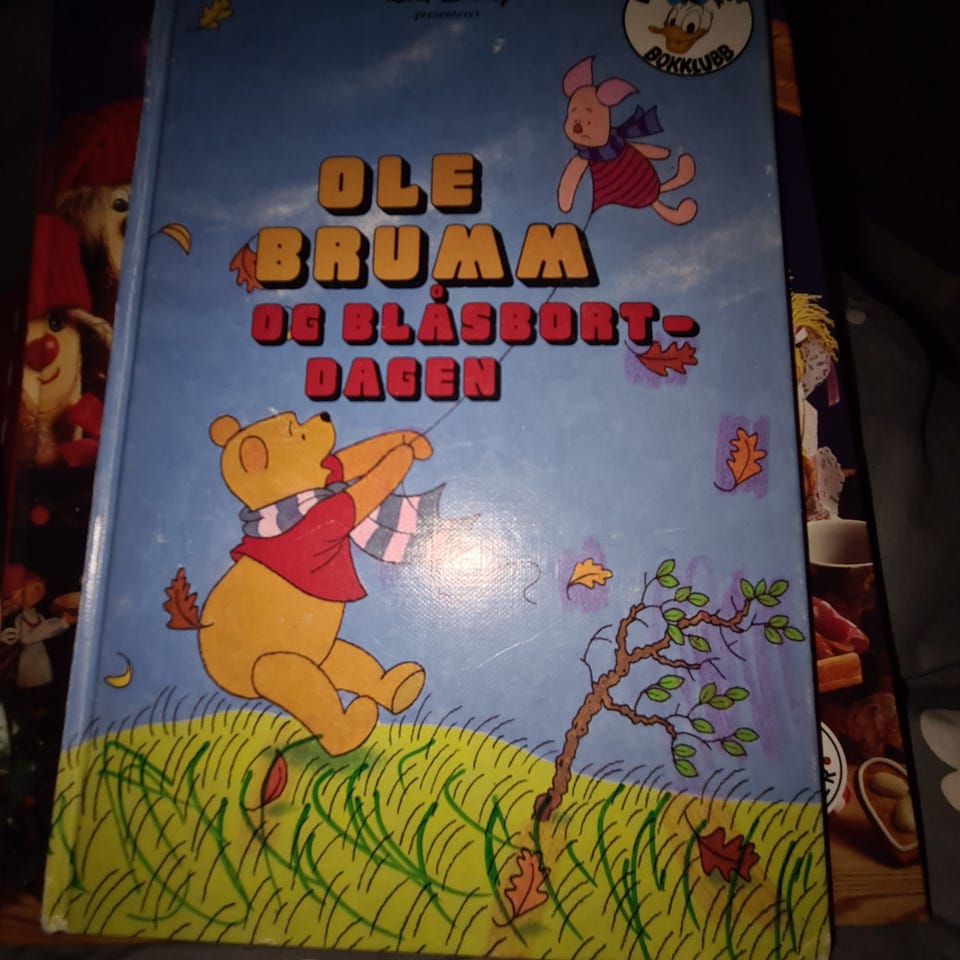 presenterer
BOKKLUBB
OLE
BRUMM
OG BLÅSBORT-
DAGEN